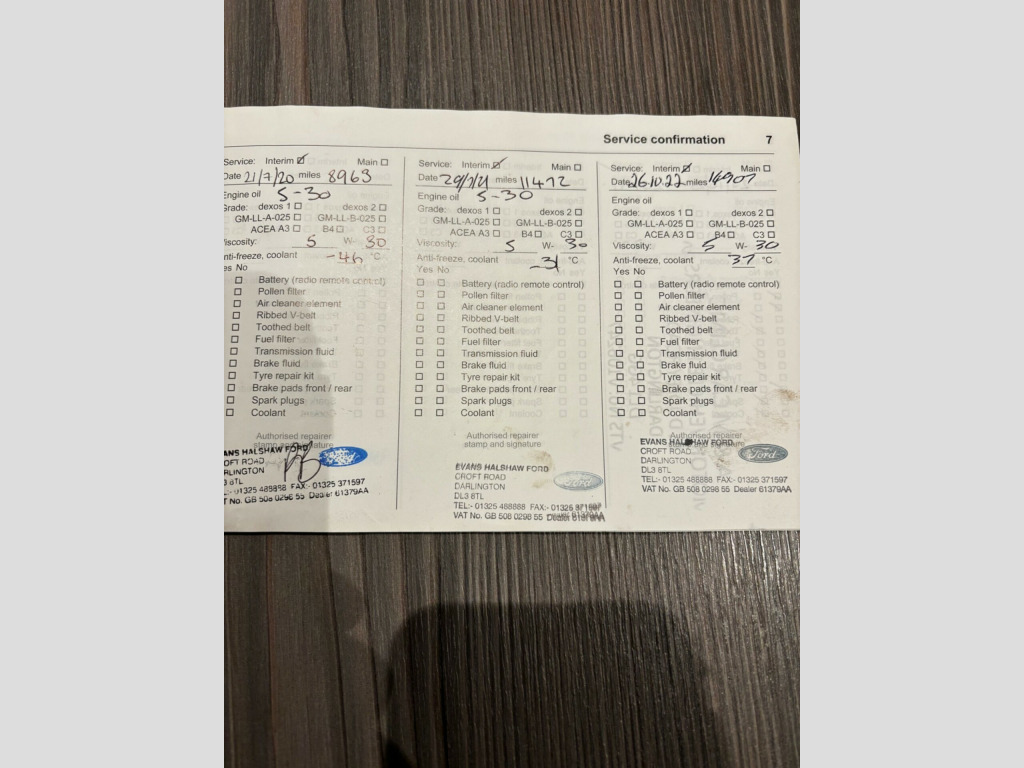 Service confirmation 7
Service: Interim Main
Date 21/7/20 miles 8963
Engine oil 5-30
Grade: dexos 1 dexos 2
GM-LL-A-025 GM-LL-B-025
ACEA A3 B4 C3
Viscosity: 5 W- 30
Anti-freeze, coolant -46 °C
Yes No
Battery (radio remote control)
Pollen filter
Air cleaner element
Ribbed V-belt
Toothed belt
Fuel filter
Transmission fluid
Brake fluid
Tyre repair kit
Brake pads front / rear
Spark plugs
Coolant
Authorised repairer
stamp and signature
EVANS HALSHAW FORD
CROFT ROAD
DARLINGTON
DL3 8TL
TEL:- 01325 488888 FAX:- 01325 371597
VAT No. GB 508 0298 55 Dealer 61379AA
Ford
Service: Interim Main
Date 29/7/21 miles 11472
Engine oil 5-30
Grade: dexos 1 dexos 2
GM-LL-A-025 GM-LL-B-025
ACEA A3 B4 C3
Viscosity: 5 W- 30
Anti-freeze, coolant -31 °C
Yes No
Battery (radio remote control)
Pollen filter
Air cleaner element
Ribbed V-belt
Toothed belt
Fuel filter
Transmission fluid
Brake fluid
Tyre repair kit
Brake pads front / rear
Spark plugs
Coolant
Authorised repairer
stamp and signature
EVANS HALSHAW FORD
CROFT ROAD
DARLINGTON
DL3 8TL
TEL:- 01325 488888 FAX:- 01325 371597
VAT No. GB 508 0298 55 Dealer 61379AA
Ford
Service: Interim Main
Date 26.10.22 miles 14907
Engine oil
Grade: dexos 1 dexos 2
GM-LL-A-025 GM-LL-B-025
ACEA A3 B4 C3
Viscosity: 5 W- 30
Anti-freeze, coolant 37 °C
Yes No
Battery (radio remote control)
Pollen filter
Air cleaner element
Ribbed V-belt
Toothed belt
Fuel filter
Transmission fluid
Brake fluid
Tyre repair kit
Brake pads front / rear
Spark plugs
Coolant
Authorised repairer
stamp and signature
EVANS HALSHAW FORD
CROFT ROAD
DARLINGTON
DL3 8TL
TEL:- 01325 488888 FAX:- 01325 371597
VAT No. GB 508 0298 55 Dealer 61379AA
Ford